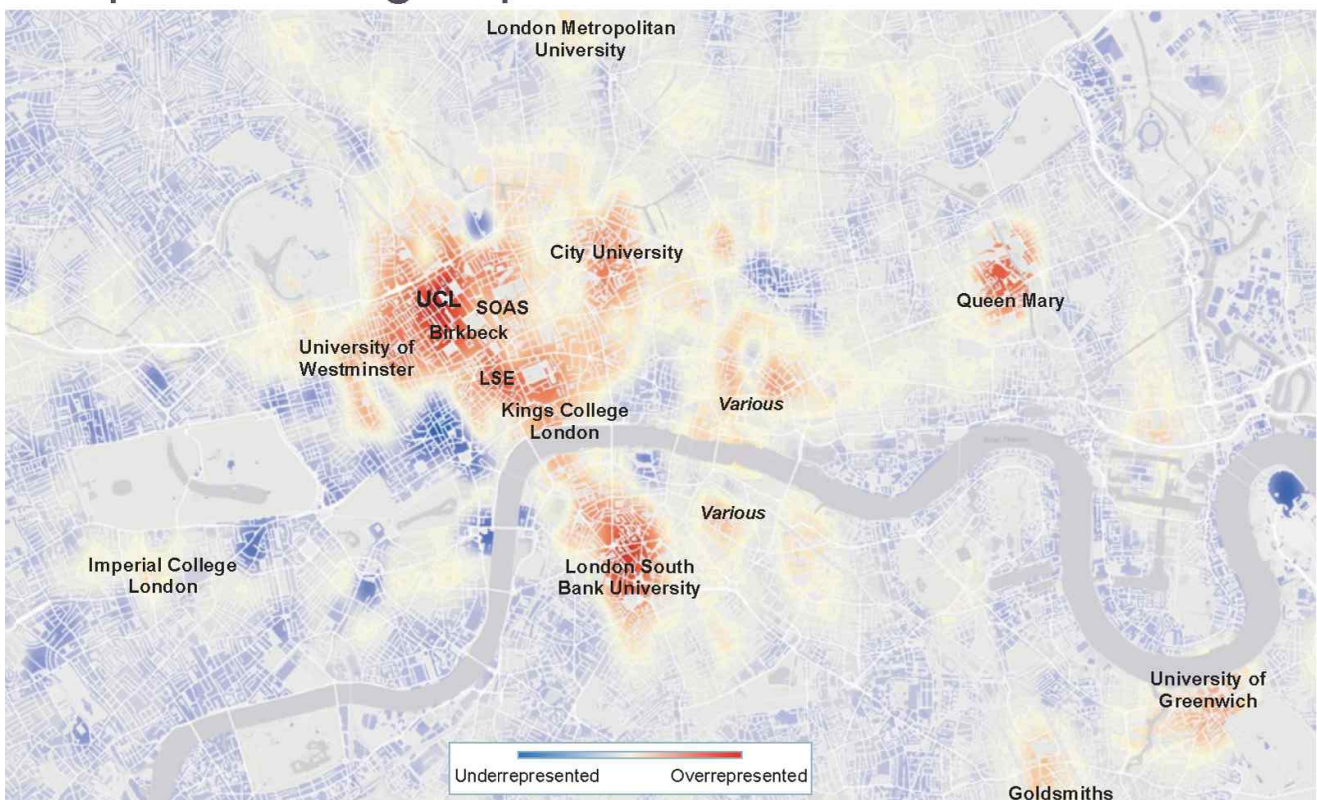 London Metropolitan
University
City University
UCL
SOAS
Birkbeck
Queen Mary
University of
Westminster
LSE
Kings College
London
Various
Various
Imperial College
London
London South
Bank University
University of
Greenwich
Underrepresented
Overrepresented
Goldsmiths